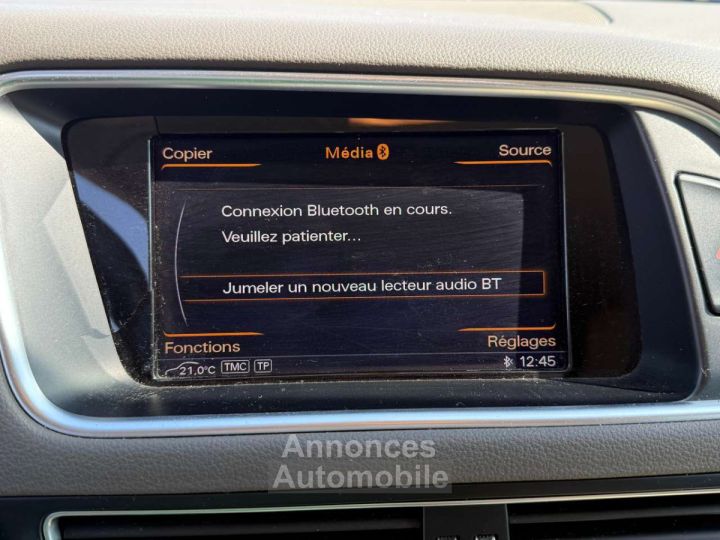 Copier Média Source
Connexion Bluetooth en cours.
Veuillez patienter...
Jumeler un nouveau lecteur audio BT
Fonctions Réglages
21.0°C TMC TP 12:45
Annonces
Automobile